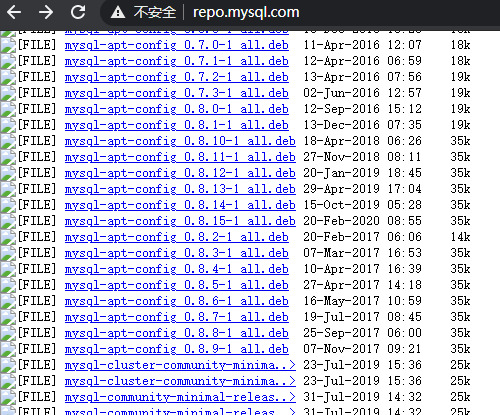 不安全 | repo.mysql.com
[FILE] mysql-apt-config_0.7.0-1_all.deb 11-Apr-2016 12:07 18k
[FILE] mysql-apt-config_0.7.1-1_all.deb 12-Apr-2016 06:59 18k
[FILE] mysql-apt-config_0.7.2-1_all.deb 13-Apr-2016 07:56 19k
[FILE] mysql-apt-config_0.7.3-1_all.deb 02-Jun-2016 12:57 19k
[FILE] mysql-apt-config_0.8.0-1_all.deb 12-Sep-2016 15:12 19k
[FILE] mysql-apt-config_0.8.1-1_all.deb 13-Dec-2016 07:35 19k
[FILE] mysql-apt-config_0.8.10-1_all.deb 18-Apr-2018 06:26 35k
[FILE] mysql-apt-config_0.8.11-1_all.deb 27-Nov-2018 08:11 35k
[FILE] mysql-apt-config_0.8.12-1_all.deb 20-Jan-2019 18:45 35k
[FILE] mysql-apt-config_0.8.13-1_all.deb 29-Apr-2019 17:04 35k
[FILE] mysql-apt-config_0.8.14-1_all.deb 15-Oct-2019 05:28 35k
[FILE] mysql-apt-config_0.8.15-1_all.deb 20-Feb-2020 08:55 35k
[FILE] mysql-apt-config_0.8.2-1_all.deb 20-Feb-2017 06:06 14k
[FILE] mysql-apt-config_0.8.3-1_all.deb 07-Mar-2017 16:53 35k
[FILE] mysql-apt-config_0.8.4-1_all.deb 10-Apr-2017 16:39 35k
[FILE] mysql-apt-config_0.8.5-1_all.deb 27-Apr-2017 14:18 35k
[FILE] mysql-apt-config_0.8.6-1_all.deb 16-May-2017 10:59 35k
[FILE] mysql-apt-config_0.8.7-1_all.deb 19-Jul-2017 08:45 35k
[FILE] mysql-apt-config_0.8.8-1_all.deb 25-Sep-2017 06:00 35k
[FILE] mysql-apt-config_0.8.9-1_all.deb 07-Nov-2017 09:21 35k
[FILE] mysql-cluster-community-minima..> 23-Jul-2019 15:36 25k
[FILE] mysql-cluster-community-minima..> 23-Jul-2019 15:36 25k
[FILE] mysql-community-minimal-releas..> 31-Jul-2019 14:32 25k